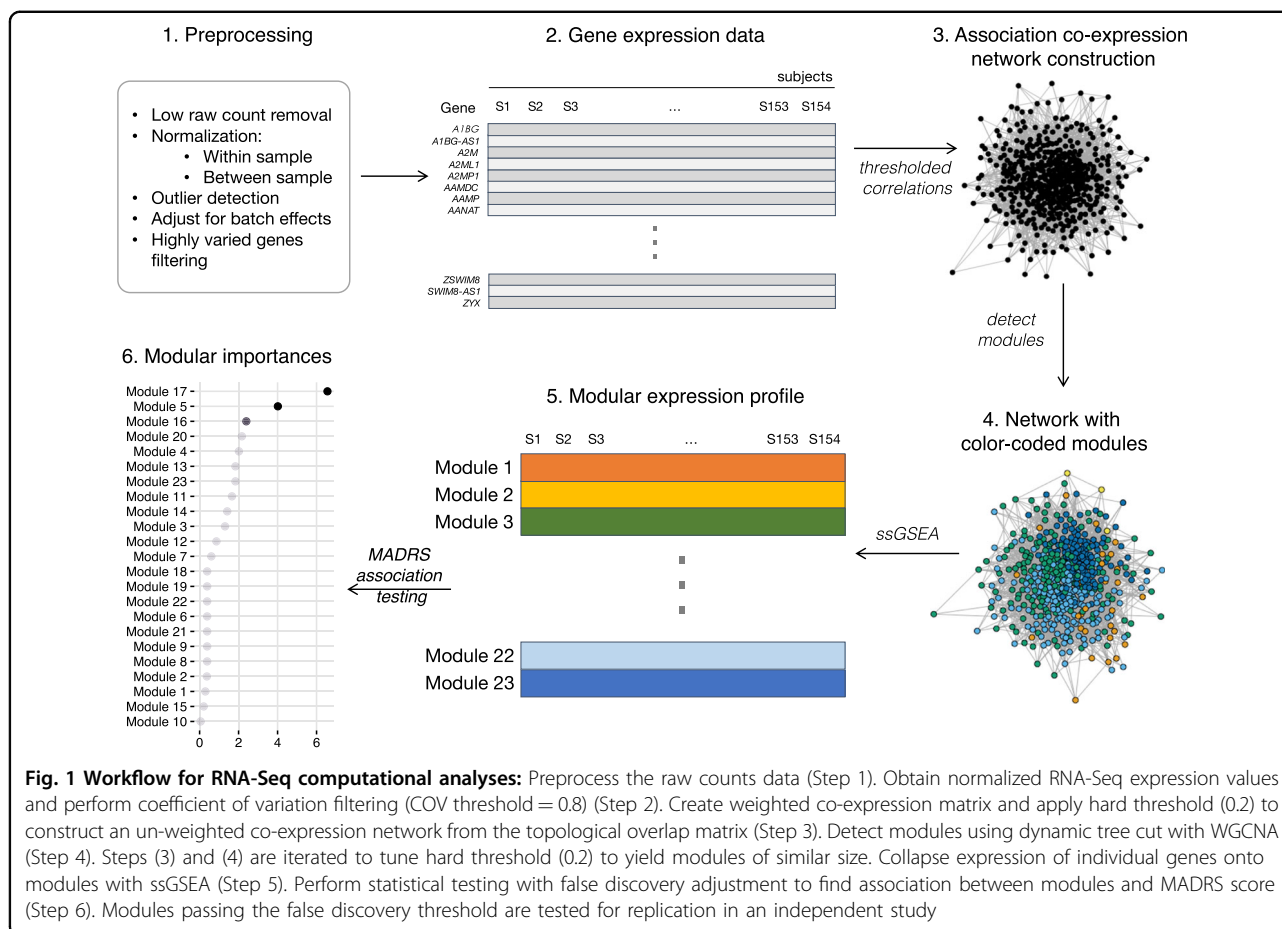 1. Preprocessing
• Low raw count removal
• Normalization:
• Within sample
• Between sample
• Outlier detection
• Adjust for batch effects
• Highly varied genes
filtering
2. Gene expression data
subjects
Gene S1 S2 S3 ... S153 S154
A1BG
A1BG-AS1
A2M
A2ML1
A2MP1
AAMDC
AAMP
AANAT
ZSWIM8
SWIM8-AS1
ZYX
thresholded
correlations
3. Association co-expression
network construction
detect
modules
4. Network with
color-coded modules
ssGSEA
5. Modular expression profile
S1 S2 S3 ... S153 S154
Module 1
Module 2
Module 3
Module 22
Module 23
MADRS
association
testing
6. Modular importances
Module 17
Module 5
Module 16
Module 20
Module 4
Module 13
Module 23
Module 11
Module 14
Module 3
Module 12
Module 7
Module 18
Module 19
Module 22
Module 6
Module 21
Module 9
Module 8
Module 2
Module 1
Module 15
Module 10
0 2 4 6
Fig. 1 Workflow for RNA-Seq computational analyses: Preprocess the raw counts data (Step 1). Obtain normalized RNA-Seq expression values
and perform coefficient of variation filtering (COV threshold = 0.8) (Step 2). Create weighted co-expression matrix and apply hard threshold (0.2) to
construct an un-weighted co-expression network from the topological overlap matrix (Step 3). Detect modules using dynamic tree cut with WGCNA
(Step 4). Steps (3) and (4) are iterated to tune hard threshold (0.2) to yield modules of similar size. Collapse expression of individual genes onto
modules with ssGSEA (Step 5). Perform statistical testing with false discovery adjustment to find association between modules and MADRS score
(Step 6). Modules passing the false discovery threshold are tested for replication in an independent study